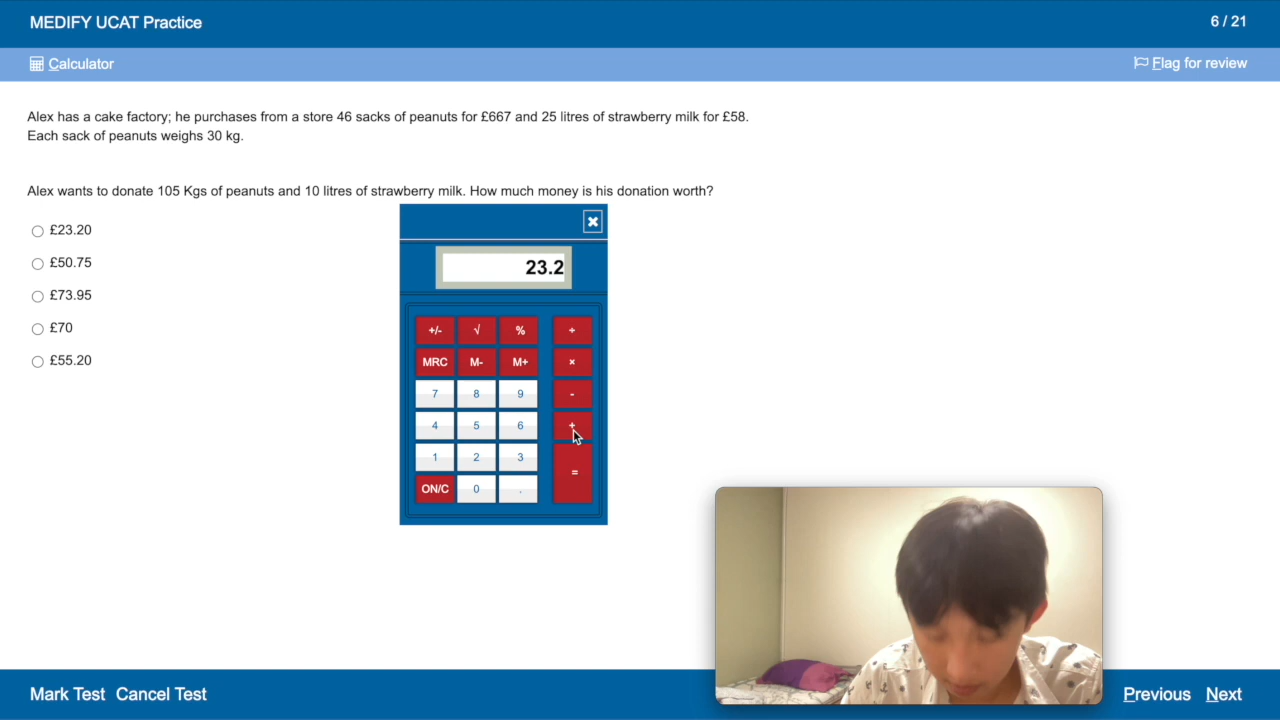 MEDIFY UCAT Practice
6 / 21
Calculator
Flag for review
Alex has a cake factory; he purchases from a store 46 sacks of peanuts for £667 and 25 litres of strawberry milk for £58.
Each sack of peanuts weighs 30 kg.
Alex wants to donate 105 Kgs of peanuts and 10 litres of strawberry milk. How much money is his donation worth?
£23.20
£50.75
£73.95
£70
£55.20
23.2
+/- √ % ÷
MRC M- M+ ×
7 8 9 -
4 5 6 +
1 2 3
=
ON/C 0 .
Mark Test Cancel Test
Previous Next